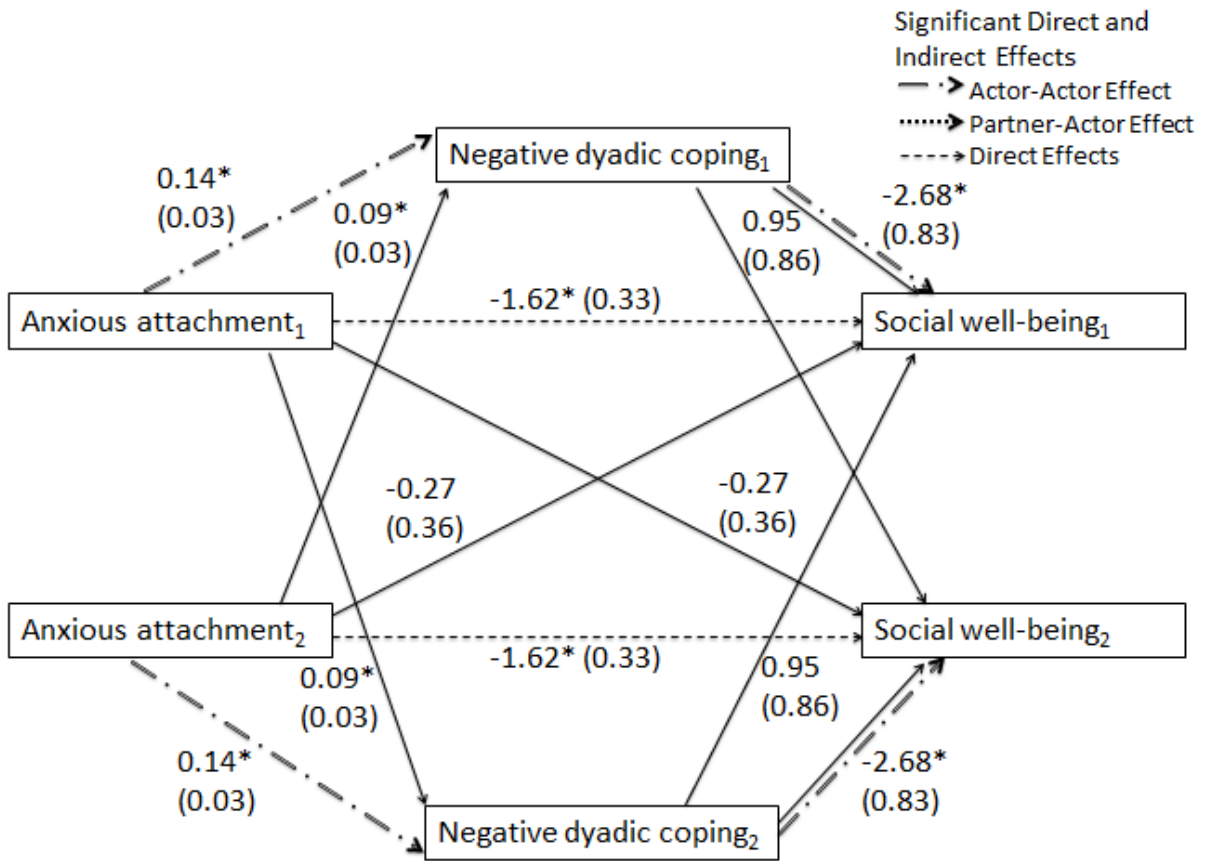 Significant Direct and
Indirect Effects
Actor-Actor Effect
Partner-Actor Effect
Direct Effects
Negative dyadic coping₁
0.14*
(0.03)
0.09*
(0.03)
0.95
(0.86)
-2.68*
(0.83)
Anxious attachment₁
-1.62* (0.33)
Social well-being₁
-0.27
(0.36)
-0.27
(0.36)
Anxious attachment₂
-1.62* (0.33)
Social well-being₂
0.09*
(0.03)
0.95
(0.86)
0.14*
(0.03)
-2.68*
(0.83)
Negative dyadic coping₂